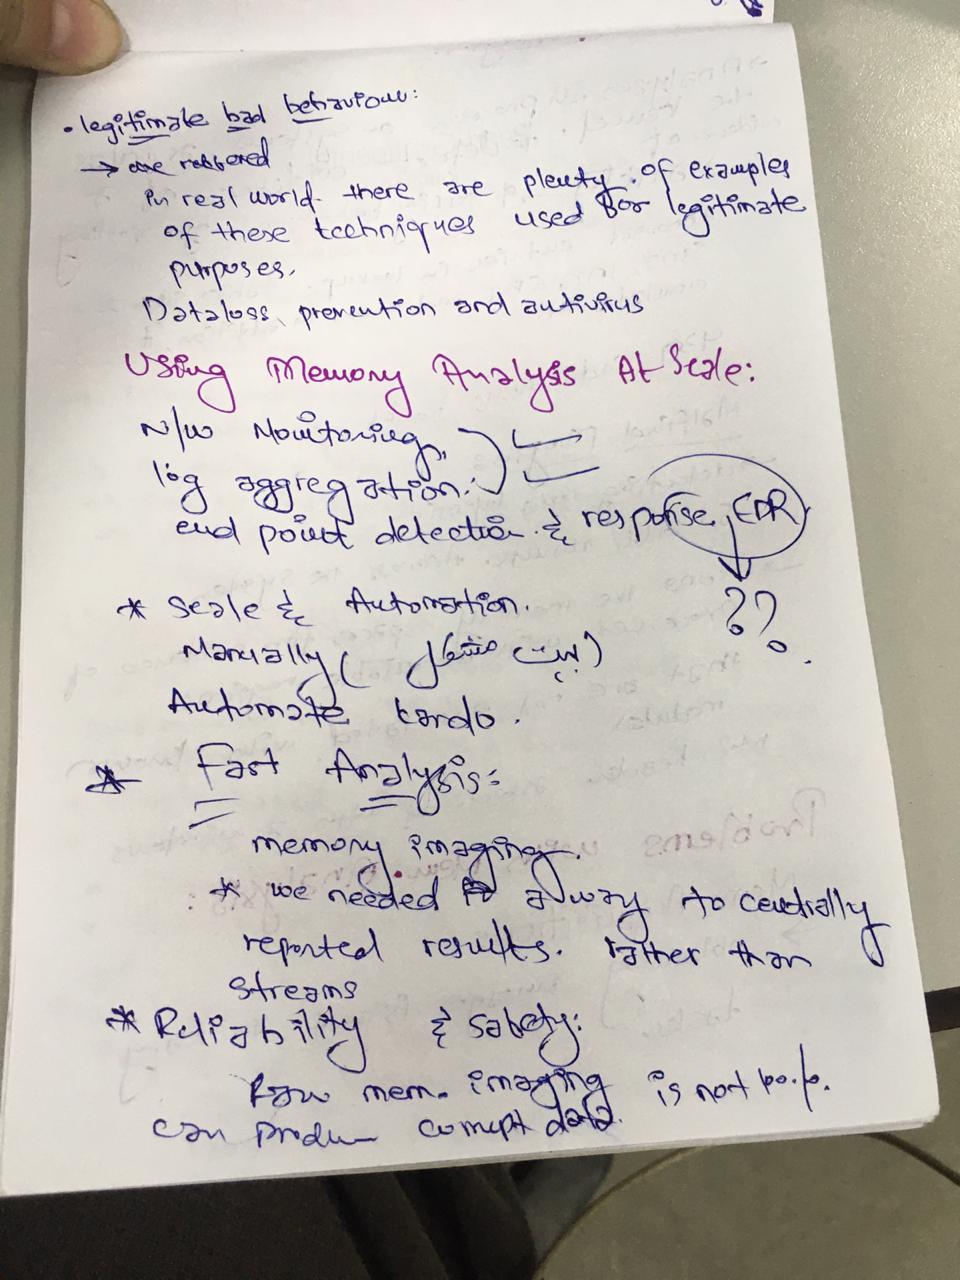 • legitimate bad behaviour:
→ are
In real world there are plenty of examples
of these techniques used for legitimate
purposes.
Dataloss prevention and antivirus
Using Memory Analysis At Scale:
N/w Monitoring,
log aggregation.
end point detection & response, EDR
??
* Scale & Automation.
Manually (بہت مشکل)
Automate kardo.
* Fast Analysis:
memory imaging.
* we needed a way to centrally
reported results. rather than
streams
* Reliability & Safety:
Raw mem. imaging is not
can produce corrupt data.